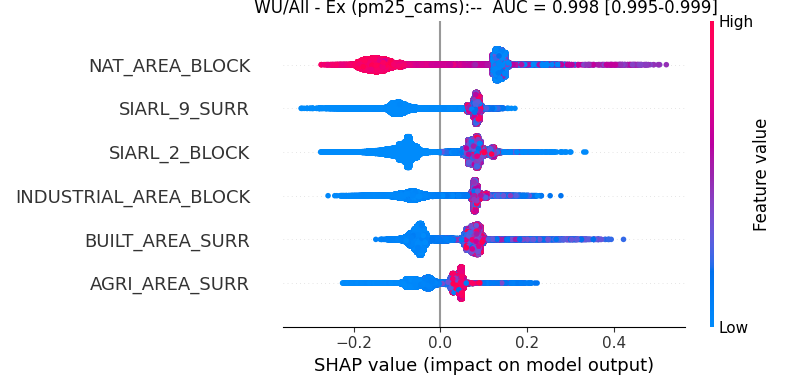 WU/All - Ex (pm25_cams):-- AUC = 0.998 [0.995-0.999]
High
NAT_AREA_BLOCK
SIARL_9_SURR
SIARL_2_BLOCK
INDUSTRIAL_AREA_BLOCK
BUILT_AREA_SURR
AGRI_AREA_SURR
Feature value
Low
−0.2 0.0 0.2 0.4
SHAP value (impact on model output)